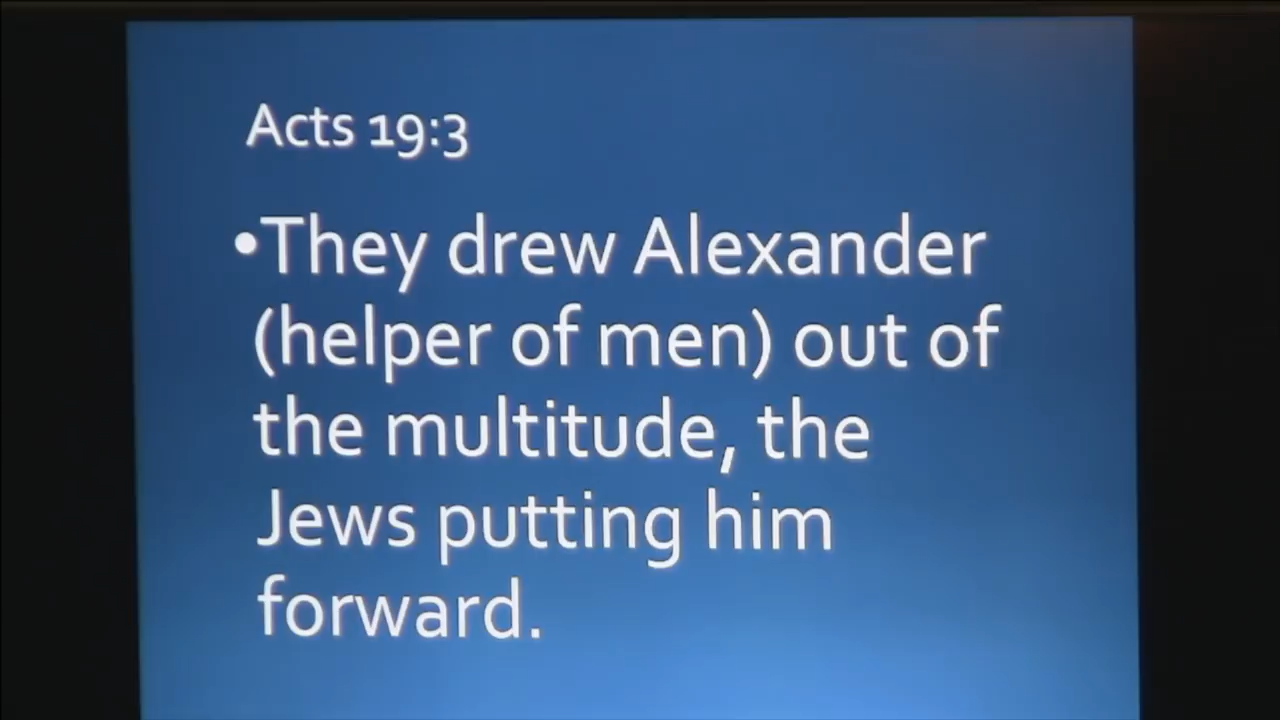 Acts 19:3
•They drew Alexander
(helper of men) out of
the multitude, the
Jews putting him
forward.